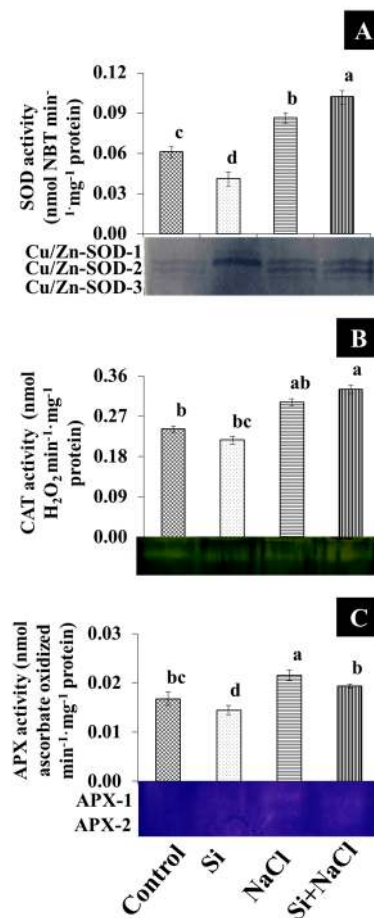 A
SOD activity
(nmol NBT min-
1·mg-1 protein)
0.12
0.09
0.06
0.03
0.00
c
d
b
a
Cu/Zn-SOD-1
Cu/Zn-SOD-2
Cu/Zn-SOD-3
B
CAT activity (nmol
H2O2 min-1·mg-1
protein)
0.36
0.27
0.18
0.09
0.00
b
bc
ab
a
C
APX activity (nmol
ascorbate oxidized
min-1·mg-1 protein)
0.03
0.02
0.01
0.00
bc
d
a
b
APX-1
APX-2
Control
Si
NaCl
Si+NaCl